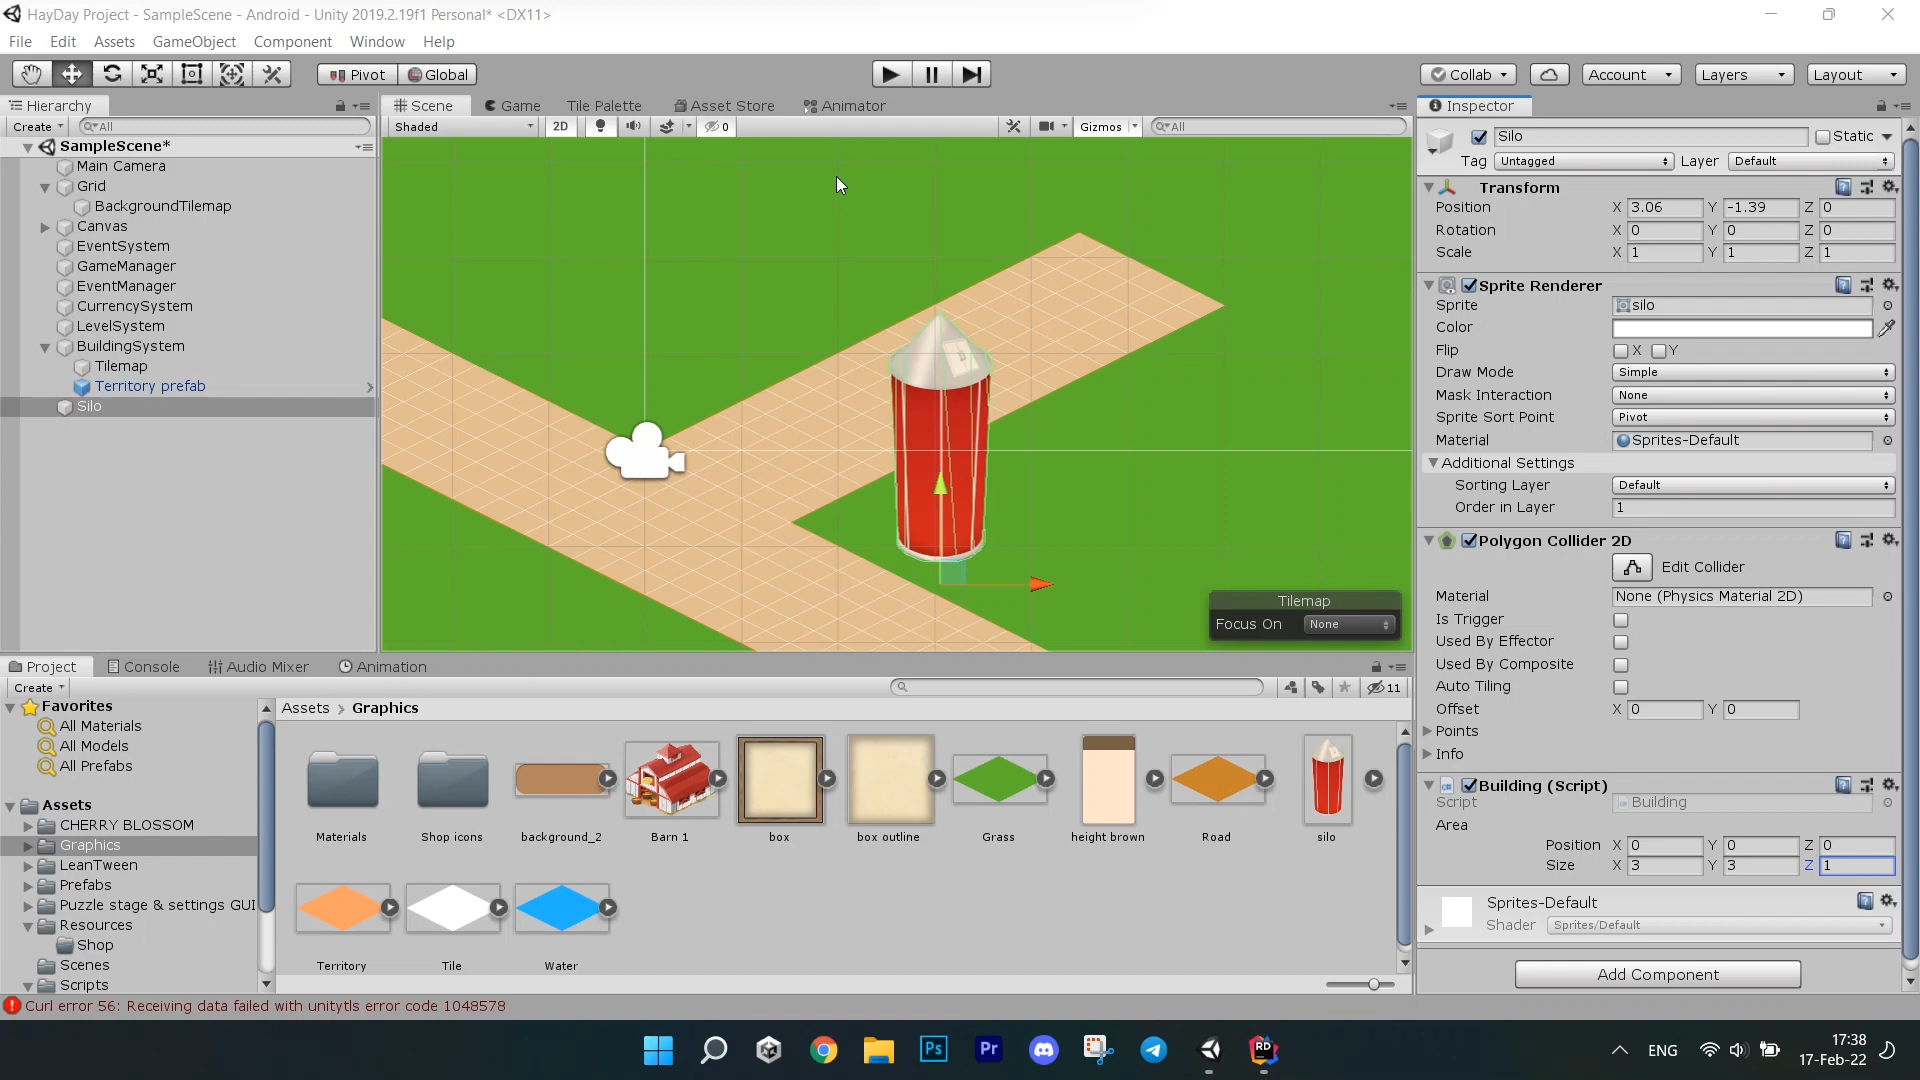 HayDay Project - SampleScene - Android - Unity 2019.2.19f1 Personal* <DX11>
File Edit Assets GameObject Component Window Help
Pivot Global Collab Account Layers Layout
Hierarchy Scene Game Tile Palette Asset Store Animator Inspector
Create All Shaded 2D 0 Gizmos All
SampleScene*
Main Camera
Grid
BackgroundTilemap
Canvas
EventSystem
GameManager
EventManager
CurrencySystem
LevelSystem
BuildingSystem
Tilemap
Territory prefab
Silo
Tilemap
Focus On None
Silo Static
Tag Untagged Layer Default
Transform
Position X 3.06 Y -1.39 Z 0
Rotation X 0 Y 0 Z 0
Scale X 1 Y 1 Z 1
Sprite Renderer
Sprite silo
Color
Flip X Y
Draw Mode Simple
Mask Interaction None
Sprite Sort Point Pivot
Material Sprites-Default
Additional Settings
Sorting Layer Default
Order in Layer 1
Polygon Collider 2D
Edit Collider
Material None (Physics Material 2D)
Is Trigger
Used By Effector
Used By Composite
Auto Tiling
Offset X 0 Y 0
Points
Info
Building (Script)
Script Building
Area
Position X 0 Y 0 Z 0
Size X 3 Y 3 Z 1
Sprites-Default
Shader Sprites/Default
Add Component
Project Console Audio Mixer Animation
Create 11
Favorites
All Materials
All Models
All Prefabs
Assets
CHERRY BLOSSOM
Graphics
LeanTween
Prefabs
Puzzle stage & settings GUI
Resources
Shop
Scenes
Scripts
Assets > Graphics
Materials Shop icons background_2 Barn 1 box box outline Grass height brown Road silo
Territory Tile Water
Curl error 56: Receiving data failed with unitytls error code 1048578
Ps Pr RD
ENG 17:38
17-Feb-22